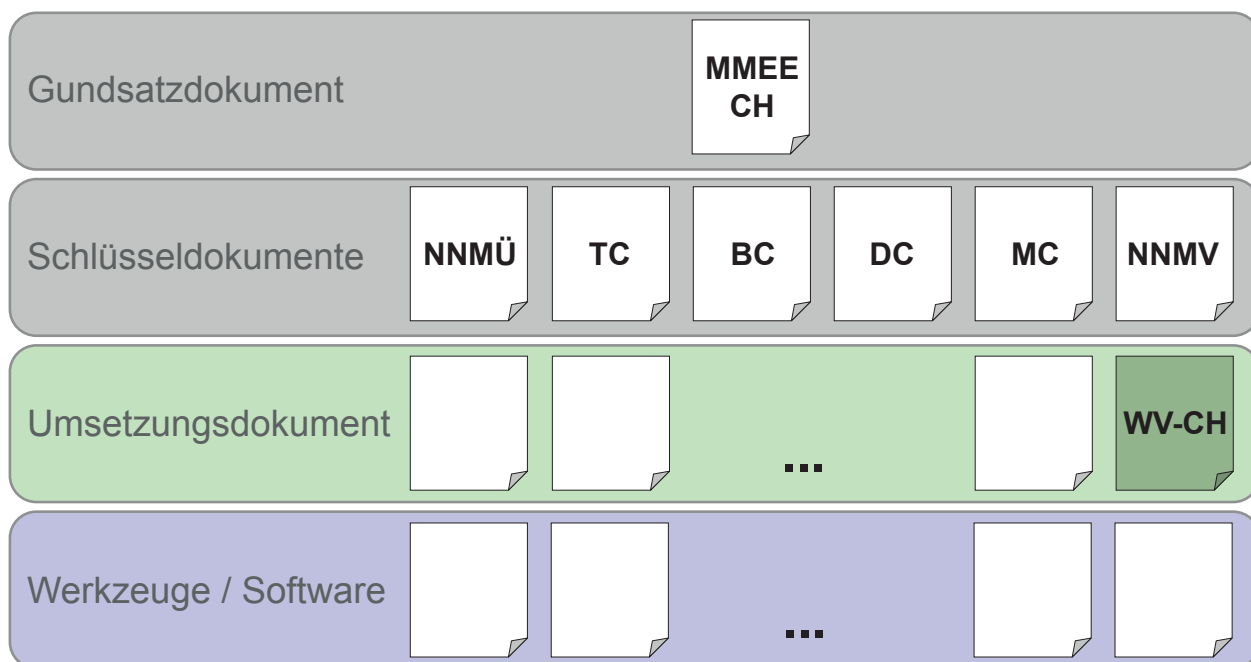 Gundsatzdokument
MMEE
CH
Schlüsseldokumente
NNMÜ
TC
BC
DC
MC
NNMV
Umsetzungsdokument
...
WV-CH
Werkzeuge / Software
...